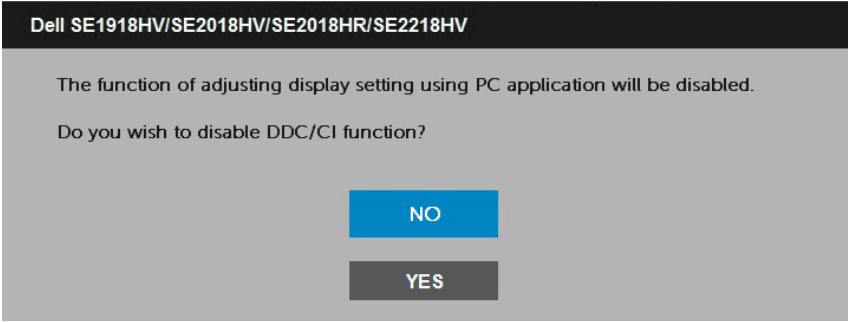 Dell SE1918HV/SE2018HV/SE2018HR/SE2218HV
The function of adjusting display setting using PC application will be disabled.
Do you wish to disable DDC/CI function?
NO
YES